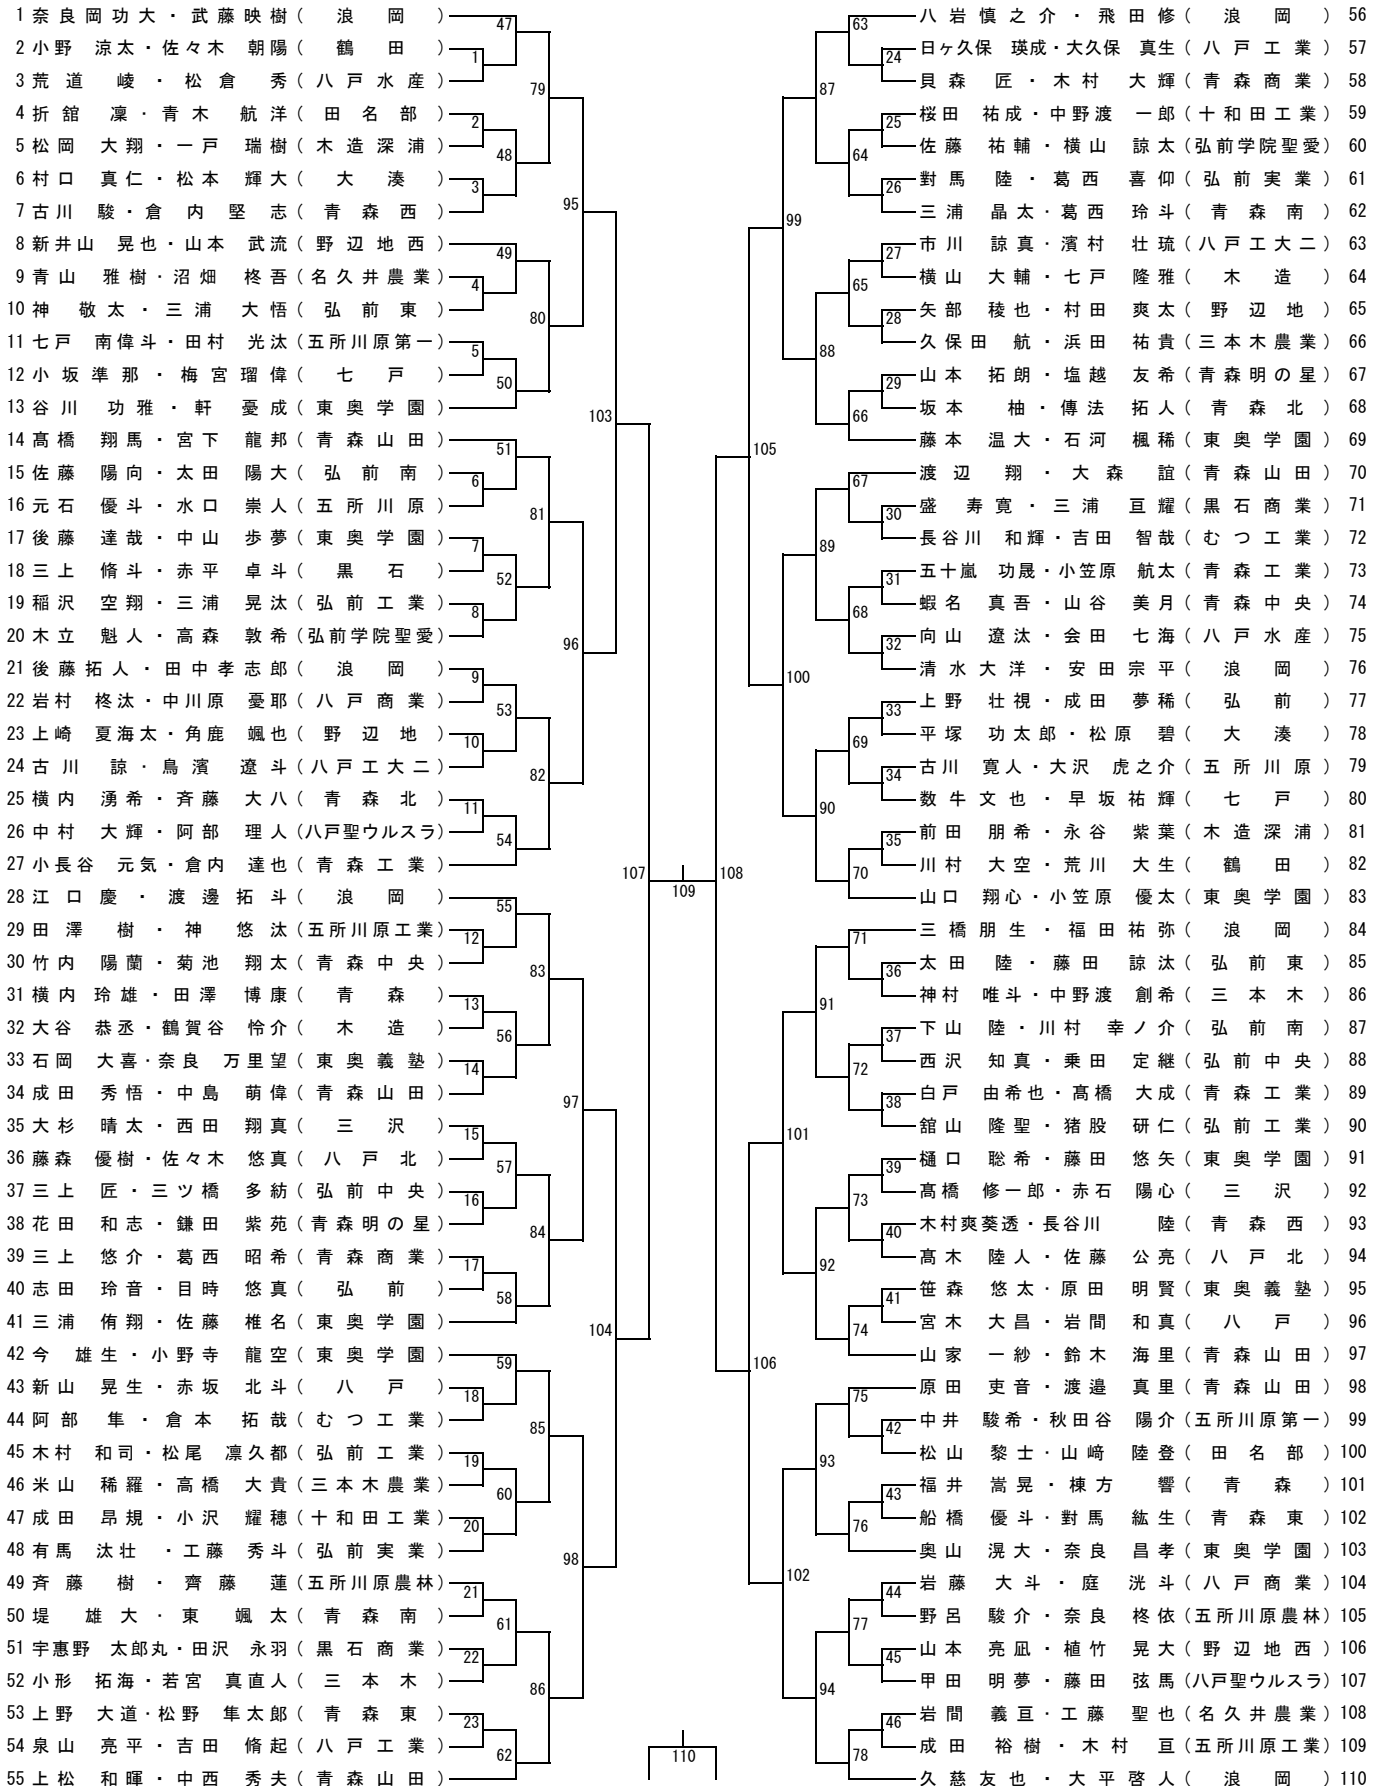 1 奈良岡功大・武藤映樹 ( 浪岡 )
2 小野 涼太・佐々木 朝陽 ( 鶴田 )
3 荒道 崚・松倉 秀 ( 八戸水産 )
4 折舘 凜・青木 航洋 ( 田名部 )
5 松岡 大翔・一戸 瑞樹 ( 木造深浦 )
6 村口 真仁・松本 輝大 ( 大湊 )
7 古川 駿・倉内 堅志 ( 青森西 )
8 新井山 晃也・山本 武流 ( 野辺地西 )
9 青山 雅樹・沼畑 柊吾 ( 名久井農業 )
10 神 敬太・三浦 大悟 ( 弘前東 )
11 七戸 南偉斗・田村 光汰 ( 五所川原第一 )
12 小坂準那・梅宮瑠偉 ( 七戸 )
13 谷川 功雅・軒 憂成 ( 東奥学園 )
14 髙橋 翔馬・宮下 龍邦 ( 青森山田 )
15 佐藤 陽向・太田 陽大 ( 弘前南 )
16 元石 優斗・水口 崇人 ( 五所川原 )
17 後藤 達哉・中山 歩夢 ( 東奥学園 )
18 三上 脩斗・赤平 卓斗 ( 黒石 )
19 稲沢 空翔・三浦 晃汰 ( 弘前工業 )
20 木立 魁人・高森 敦希 ( 弘前学院聖愛 )
21 後藤拓人・田中孝志郎 ( 浪岡 )
22 岩村 柊汰・中川原 憂耶 ( 八戸商業 )
23 上崎 夏海太・角鹿 颯也 ( 野辺地 )
24 古川 諒・鳥濱 遼斗 ( 八戸工大二 )
25 横内 湧希・斉藤 大八 ( 青森北 )
26 中村 大輝・阿部 理人 ( 八戸聖ウルスラ )
27 小長谷 元気・倉内 達也 ( 青森工業 )
28 江口慶・渡邊拓斗 ( 浪岡 )
29 田澤 樹・神 悠汰 ( 五所川原工業 )
30 竹内 陽蘭・菊池 翔太 ( 青森中央 )
31 横内 玲雄・田澤 博康 ( 青森 )
32 大谷 恭丞・鶴賀谷 怜介 ( 木造 )
33 石岡 大喜・奈良 万里望 ( 東奥義塾 )
34 成田 秀悟・中島 萌偉 ( 青森山田 )
35 大杉 晴太・西田 翔真 ( 三沢 )
36 藤森 優樹・佐々木 悠真 ( 八戸北 )
37 三上 匠・三ツ橋 多紡 ( 弘前中央 )
38 花田 和志・鎌田 紫苑 ( 青森明の星 )
39 三上 悠介・葛西 昭希 ( 青森商業 )
40 志田 玲音・目時 悠真 ( 弘前 )
41 三浦 侑翔・佐藤 椎名 ( 東奥学園 )
42 今 雄生・小野寺 龍空 ( 東奥学園 )
43 新山 晃生・赤坂 北斗 ( 八戸 )
44 阿部 隼・倉本 拓哉 ( むつ工業 )
45 木村 和司・松尾 凛久都 ( 弘前工業 )
46 米山 稀羅・高橋 大貴 ( 三本木農業 )
47 成田 昂規・小沢 耀穂 ( 十和田工業 )
48 有馬 汰壮・工藤 秀斗 ( 弘前実業 )
49 斉藤 樹・齊藤 蓮 ( 五所川原農林 )
50 堤 雄大・東 颯太 ( 青森南 )
51 宇惠野 太郎丸・田沢 永羽 ( 黒石商業 )
52 小形 拓海・若宮 真直人 ( 三本木 )
53 上野 大道・松野 隼太郎 ( 青森東 )
54 泉山 亮平・吉田 脩起 ( 八戸工業 )
55 上松 和暉・中西 秀夫 ( 青森山田 )
47
1
79
2
48
3
95
49
4
80
5
50
103
51
6
81
7
52
8
96
9
53
10
82
11
54
107
55
12
83
13
56
14
97
15
57
16
84
17
58
104
59
18
85
19
60
20
98
21
61
22
86
23
62
109
110
108
63
24
87
25
64
26
99
27
65
28
88
29
66
105
67
30
89
31
68
32
100
33
69
34
90
35
70
71
36
91
37
72
38
101
39
73
40
92
41
74
106
75
42
93
43
76
102
44
77
45
94
46
78
八岩慎之介・飛田修 ( 浪岡 ) 56
日ヶ久保 瑛成・大久保 真生 ( 八戸工業 ) 57
貝森 匠・木村 大輝 ( 青森商業 ) 58
桜田 祐成・中野渡 一郎 ( 十和田工業 ) 59
佐藤 祐輔・横山 諒太 ( 弘前学院聖愛 ) 60
對馬 陸・葛西 喜仰 ( 弘前実業 ) 61
三浦 晶太・葛西 玲斗 ( 青森南 ) 62
市川 諒真・濱村 壮琉 ( 八戸工大二 ) 63
横山 大輔・七戸 隆雅 ( 木造 ) 64
矢部 稜也・村田 爽太 ( 野辺地 ) 65
久保田 航・浜田 祐貴 ( 三本木農業 ) 66
山本 拓朗・塩越 友希 ( 青森明の星 ) 67
坂本 柚・傳法 拓人 ( 青森北 ) 68
藤本 温大・石河 楓稀 ( 東奥学園 ) 69
渡辺 翔・大森 誼 ( 青森山田 ) 70
盛 寿寛・三浦 亘耀 ( 黒石商業 ) 71
長谷川 和輝・吉田 智哉 ( むつ工業 ) 72
五十嵐 功晟・小笠原 航太 ( 青森工業 ) 73
蝦名 真吾・山谷 美月 ( 青森中央 ) 74
向山 遼汰・会田 七海 ( 八戸水産 ) 75
清水大洋・安田宗平 ( 浪岡 ) 76
上野 壮視・成田 夢稀 ( 弘前 ) 77
平塚 功太郎・松原 碧 ( 大湊 ) 78
古川 寛人・大沢 虎之介 ( 五所川原 ) 79
数牛文也・早坂祐輝 ( 七戸 ) 80
前田 朋希・永谷 紫葉 ( 木造深浦 ) 81
川村 大空・荒川 大生 ( 鶴田 ) 82
山口 翔心・小笠原 優太 ( 東奥学園 ) 83
三橋朋生・福田祐弥 ( 浪岡 ) 84
太田 陸・藤田 諒汰 ( 弘前東 ) 85
神村 唯斗・中野渡 創希 ( 三本木 ) 86
下山 陸・川村 幸ノ介 ( 弘前南 ) 87
西沢 知真・乗田 定継 ( 弘前中央 ) 88
白戸 由希也・髙橋 大成 ( 青森工業 ) 89
舘山 隆聖・猪股 研仁 ( 弘前工業 ) 90
樋口 聡希・藤田 悠矢 ( 東奥学園 ) 91
髙橋 修一郎・赤石 陽心 ( 三沢 ) 92
木村爽葵透・長谷川 陸 ( 青森西 ) 93
髙木 陸人・佐藤 公亮 ( 八戸北 ) 94
笹森 悠太・原田 明賢 ( 東奥義塾 ) 95
宮木 大昌・岩間 和真 ( 八戸 ) 96
山家 一紗・鈴木 海里 ( 青森山田 ) 97
原田 吏音・渡邉 真里 ( 青森山田 ) 98
中井 駿希・秋田谷 陽介 ( 五所川原第一 ) 99
松山 黎士・山﨑 陸登 ( 田名部 ) 100
福井 嵩晃・棟方 響 ( 青森 ) 101
船橋 優斗・對馬 紘生 ( 青森東 ) 102
奥山 滉大・奈良 昌孝 ( 東奥学園 ) 103
岩藤 大斗・庭 洸斗 ( 八戸商業 ) 104
野呂 駿介・奈良 柊依 ( 五所川原農林 ) 105
山本 亮凪・植竹 晃大 ( 野辺地西 ) 106
甲田 明夢・藤田 弦馬 ( 八戸聖ウルスラ ) 107
岩間 義亘・工藤 聖也 ( 名久井農業 ) 108
成田 裕樹・木村 亘 ( 五所川原工業 ) 109
久慈友也・大平啓人 ( 浪岡 ) 110